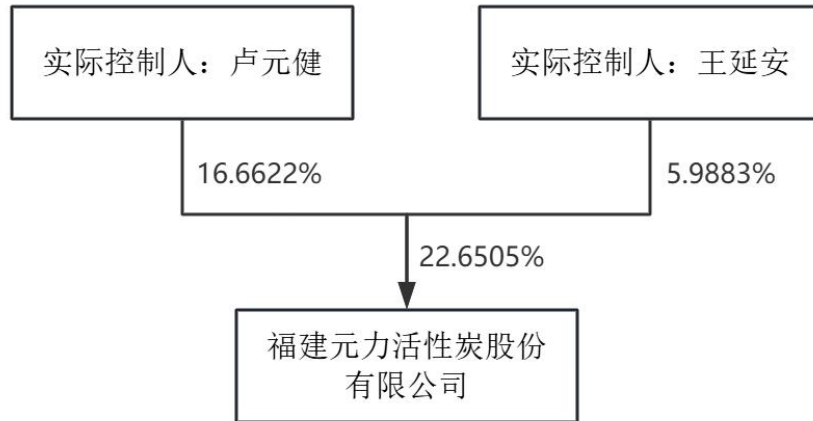 实际控制人：卢元健
实际控制人：王延安
16.6622%
5.9883%
22.6505%
福建元力活性炭股份
有限公司